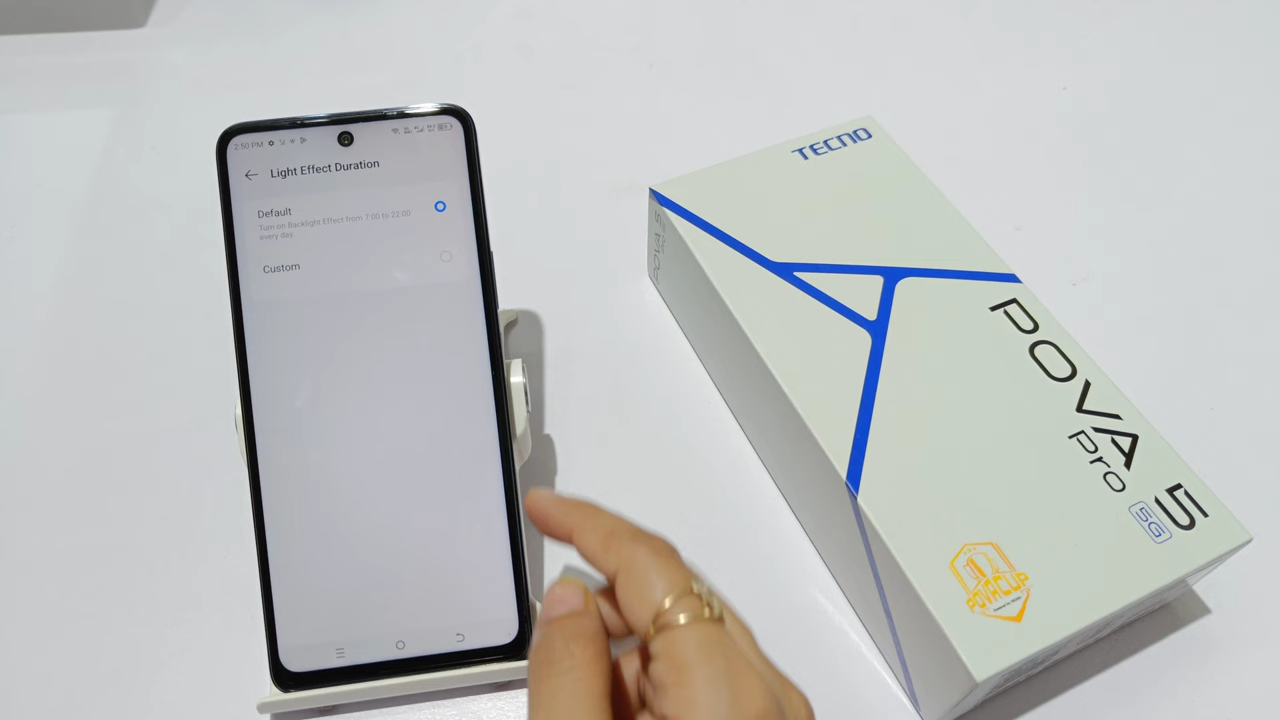 2:50 PM
Light Effect Duration
Default
Turn on Backlight Effect from 7:00 to 22:00
every day.
Custom
TECNO
POVA 5
Pro
5G
POVA 5
POVACUP